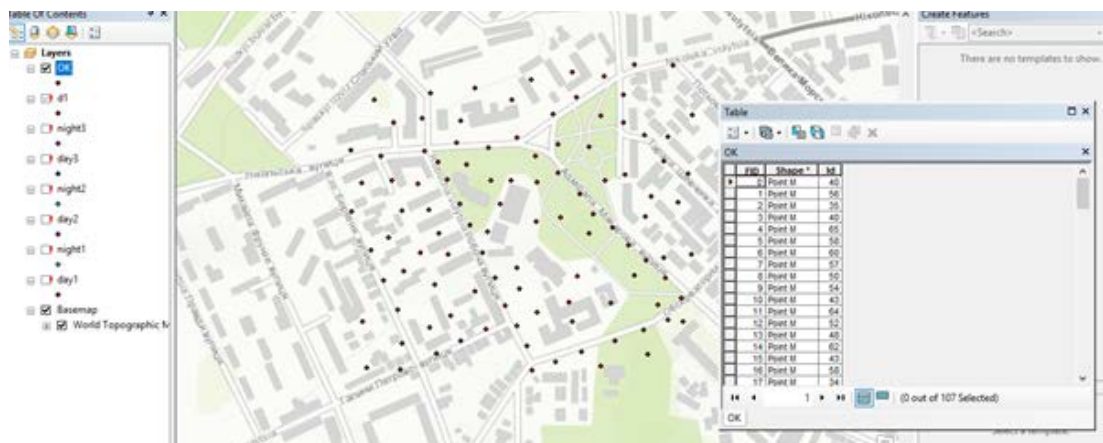 Table Of Contents
Layers
OK
d1
night3
day3
night2
day2
night1
day1
Basemap
World Topographic M
Create Features
<Search>
There are no templates to show.
Table
OK
FID Shape * Id
0 Point M 40
1 Point M 56
2 Point M 35
3 Point M 40
4 Point M 65
5 Point M 58
6 Point M 60
7 Point M 57
8 Point M 50
9 Point M 54
10 Point M 43
11 Point M 64
12 Point M 52
13 Point M 48
14 Point M 62
15 Point M 43
16 Point M 58
17 Point M 34
1
(0 out of 107 Selected)
OK
Select a template.